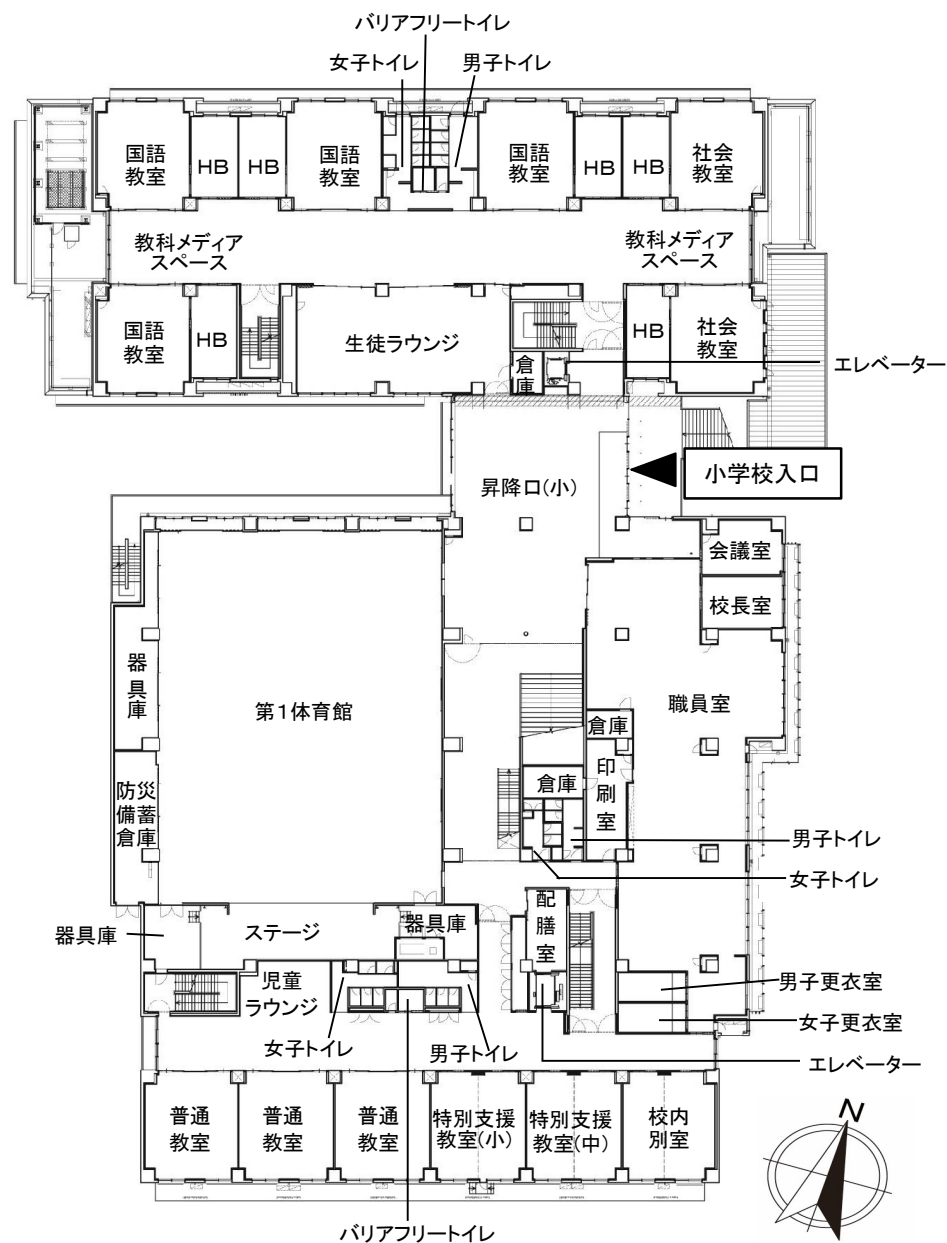 バリアフリートイレ
女子トイレ
男子トイレ
国語
教室
HB
HB
国語
教室
国語
教室
HB
HB
社会
教室
教科メディア
スペース
教科メディア
スペース
国語
教室
HB
生徒ラウンジ
倉
庫
HB
社会
教室
エレベーター
昇降口(小)
小学校入口
会議室
校長室
器
具
庫
第1体育館
職員室
倉庫
印
刷
室
倉庫
防災
備蓄
倉庫
男子トイレ
女子トイレ
配
膳
室
器具庫
ステージ
器具庫
児童
ラウンジ
男子更衣室
女子更衣室
女子トイレ
男子トイレ
エレベーター
普通
教室
普通
教室
普通
教室
特別支援
教室(小)
特別支援
教室(中)
校内
別室
N
バリアフリートイレ